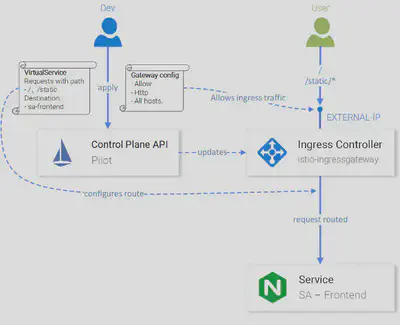 Dev
User
VirtualService
Requests with path
- /, /static
Destination:
- sa-frontend
Gateway config
- Allow
- Http
- All hosts.
apply
/
/static/*
Allows ingress traffic
EXTERNAL-IP
Control Plane API
Pilot
updates
Ingress Controller
istio-ingressgateway
configures route
request routed
N
Service
SA – Frontend